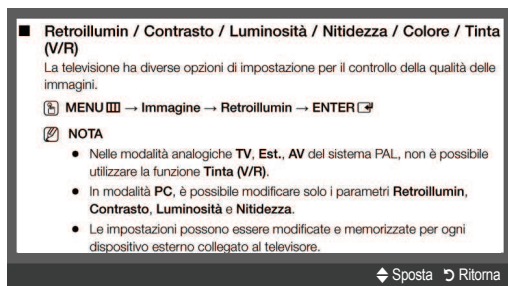 ■ Retroillumin / Contrasto / Luminosità / Nitidezza / Colore / Tinta
(V/R)
La televisione ha diverse opzioni di impostazione per il controllo della qualità delle
immagini.
MENU → Immagine → Retroillumin → ENTER
NOTA
• Nelle modalità analogiche TV, Est., AV del sistema PAL, non è possibile
utilizzare la funzione Tinta (V/R).
• In modalità PC, è possibile modificare solo i parametri Retroillumin,
Contrasto, Luminosità e Nitidezza.
• Le impostazioni possono essere modificate e memorizzate per ogni
dispositivo esterno collegato al televisore.
Sposta Ritorna